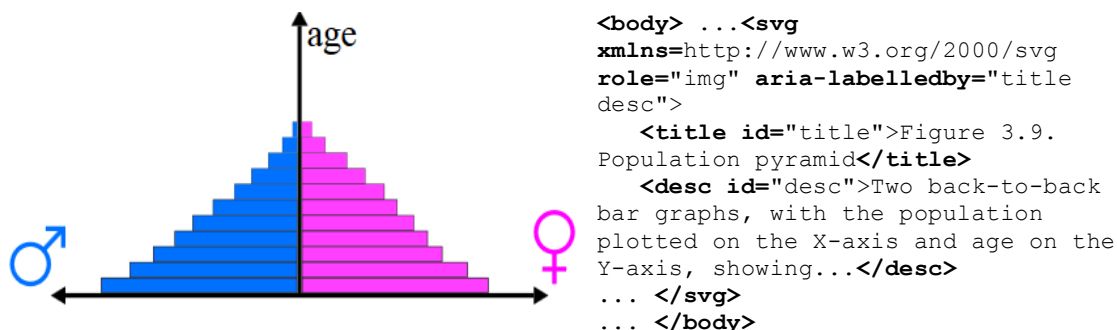 age
<body> ...<svg
xmlns=http://www.w3.org/2000/svg
role="img" aria-labelledby="title
desc">
<title id="title">Figure 3.9.
Population pyramid</title>
<desc id="desc">Two back-to-back
bar graphs, with the population
plotted on the X-axis and age on the
Y-axis, showing...</desc>
... </svg>
... </body>